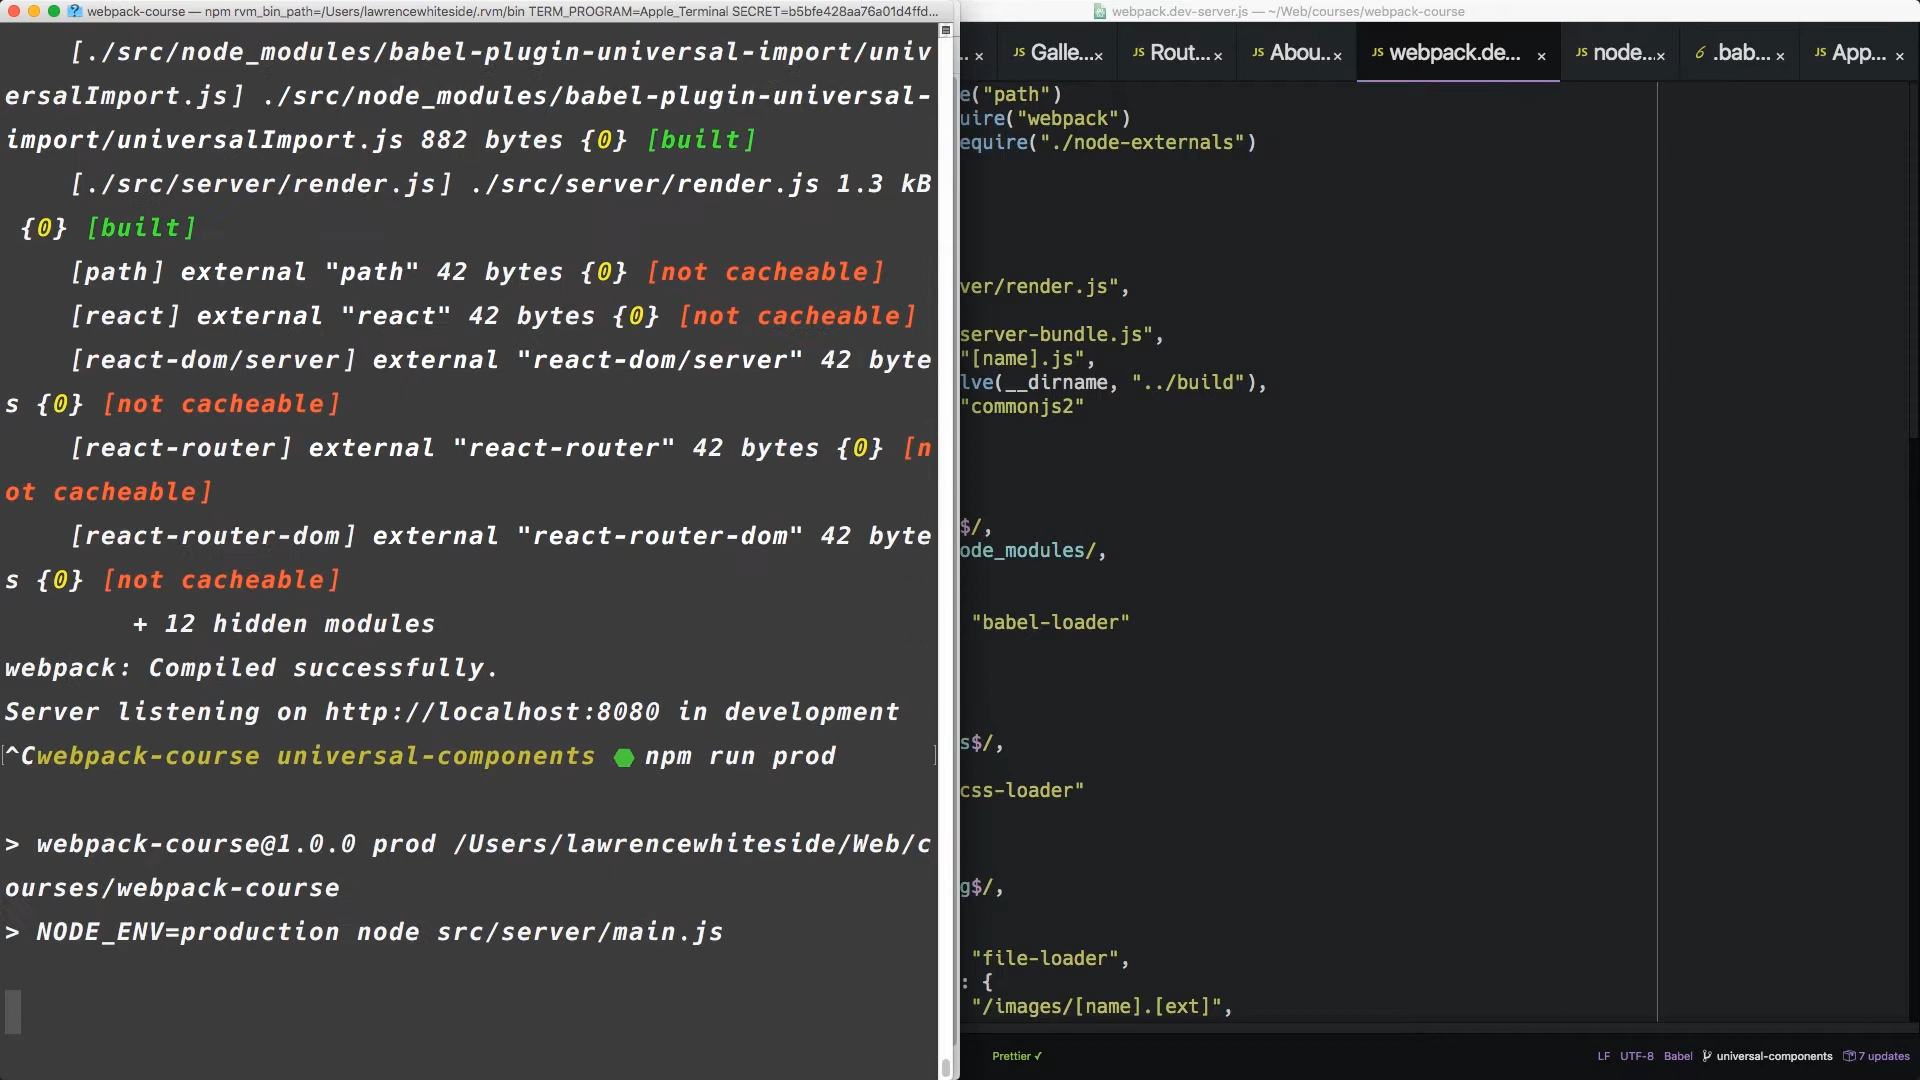 webpack-course — npm rvm_bin_path=/Users/lawrencewhiteside/.rvm/bin TERM_PROGRAM=Apple_Terminal SECRET=b5bfe428aa76a01d4ffd...
[./src/node_modules/babel-plugin-universal-import/univ
ersalImport.js] ./src/node_modules/babel-plugin-universal-
import/universalImport.js 882 bytes {0} [built]
[./src/server/render.js] ./src/server/render.js 1.3 kB
{0} [built]
[path] external "path" 42 bytes {0} [not cacheable]
[react] external "react" 42 bytes {0} [not cacheable]
[react-dom/server] external "react-dom/server" 42 byte
s {0} [not cacheable]
[react-router] external "react-router" 42 bytes {0} [n
ot cacheable]
[react-router-dom] external "react-router-dom" 42 byte
s {0} [not cacheable]
+ 12 hidden modules
webpack: Compiled successfully.
Server listening on http://localhost:8080 in development
[^Cwebpack-course universal-components npm run prod ]
> webpack-course@1.0.0 prod /Users/lawrencewhiteside/Web/c
ourses/webpack-course
> NODE_ENV=production node src/server/main.js
webpack.dev-server.js — ~/Web/courses/webpack-course
.. × JS Galle...× JS Rout...× JS Abou...× JS webpack.de... × JS node...× 6 .bab... × JS App... ×
e("path")
uire("webpack")
equire("./node-externals")
ver/render.js",
server-bundle.js",
"[name].js",
lve(__dirname, "../build"),
"commonjs2"
$/,
ode_modules/,
"babel-loader"
s$/,
css-loader"
g$/,
"file-loader",
: {
"/images/[name].[ext]",
Prettier ✓
LF UTF-8 Babel universal-components 7 updates